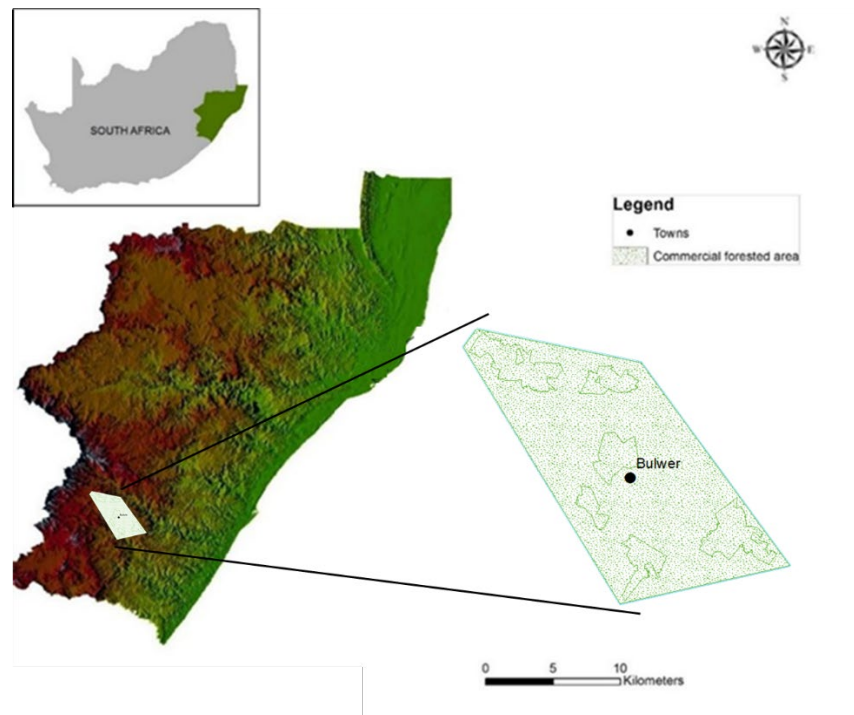 SOUTH AFRICA
N
W
E
S
Legend
Towns
Commercial forested area
Bulwer
0 5 10
Kilometers